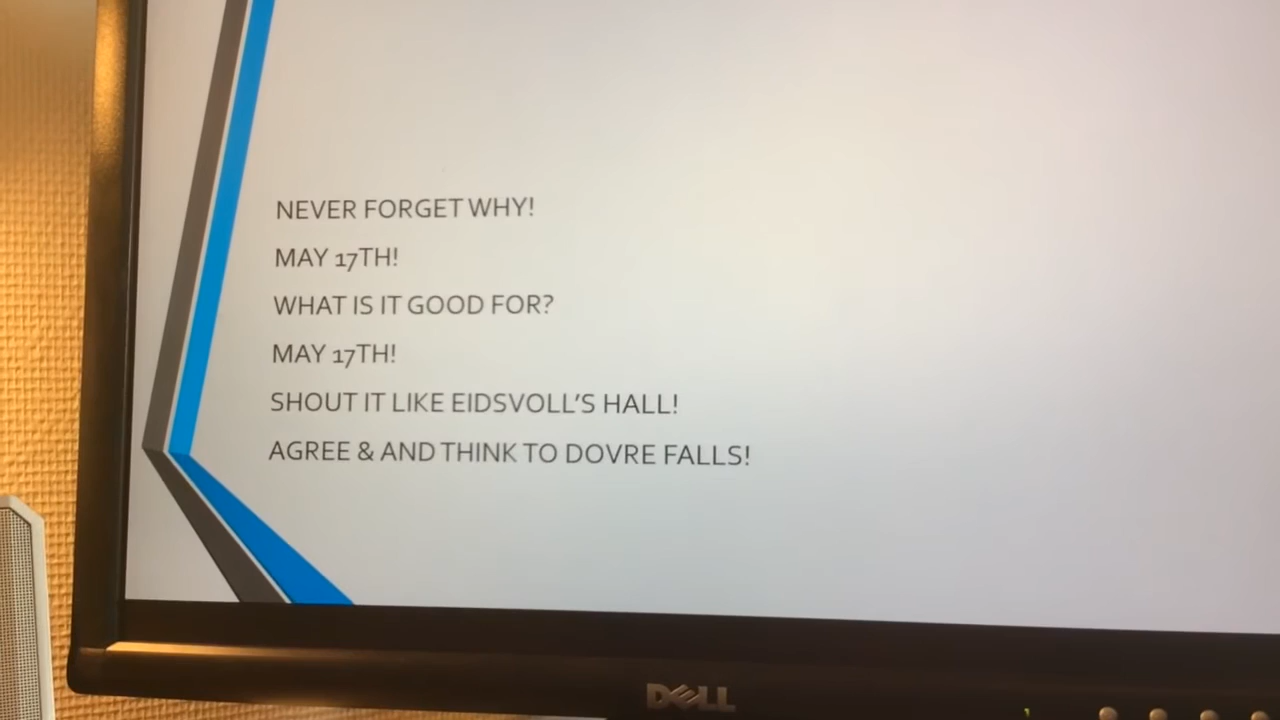 NEVER FORGET WHY!
MAY 17TH!
WHAT IS IT GOOD FOR?
MAY 17TH!
SHOUT IT LIKE EIDSVOLL'S HALL!
AGREE & AND THINK TO DOVRE FALLS!
DELL